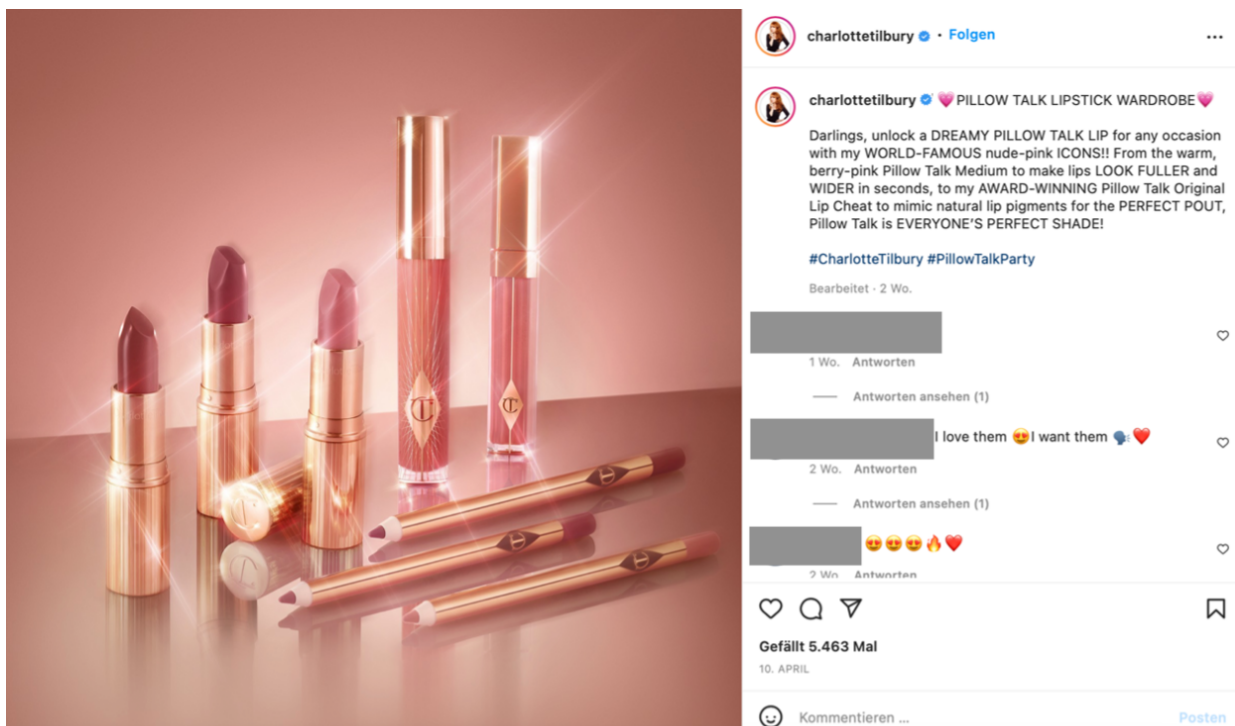 charlottetilbury • Folgen
charlottetilbury 💗PILLOW TALK LIPSTICK WARDROBE💗
Darlings, unlock a DREAMY PILLOW TALK LIP for any occasion
with my WORLD-FAMOUS nude-pink ICONS!! From the warm,
berry-pink Pillow Talk Medium to make lips LOOK FULLER and
WIDER in seconds, to my AWARD-WINNING Pillow Talk Original
Lip Cheat to mimic natural lip pigments for the PERFECT POUT,
Pillow Talk is EVERYONE'S PERFECT SHADE!
#CharlotteTilbury #PillowTalkParty
Bearbeitet · 2 Wo.
1 Wo. Antworten
Antworten ansehen (1)
I love them 😍I want them 🗣❤️
2 Wo. Antworten
Antworten ansehen (1)
😍😍😍🔥❤️
2 Wo Antworten
Gefällt 5.463 Mal
10. APRIL
Kommentieren ...
Posten